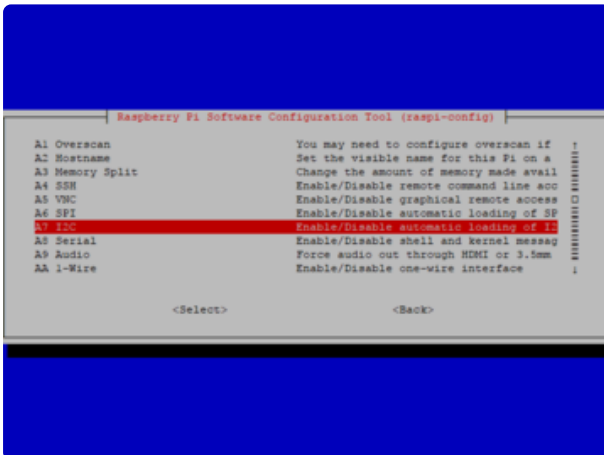 Raspberry Pi Software Configuration Tool (raspi-config)
A1 Overscan You may need to configure overscan if
A2 Hostname Set the visible name for this Pi on a
A3 Memory Split Change the amount of memory made avail
A4 SSH Enable/Disable remote command line acc
A5 VNC Enable/Disable graphical remote access
A6 SPI Enable/Disable automatic loading of SP
A7 I2C Enable/Disable automatic loading of I2
A8 Serial Enable/Disable shell and kernel messag
A9 Audio Force audio out through HDMI or 3.5mm
AA 1-Wire Enable/Disable one-wire interface
<Select> <Back>